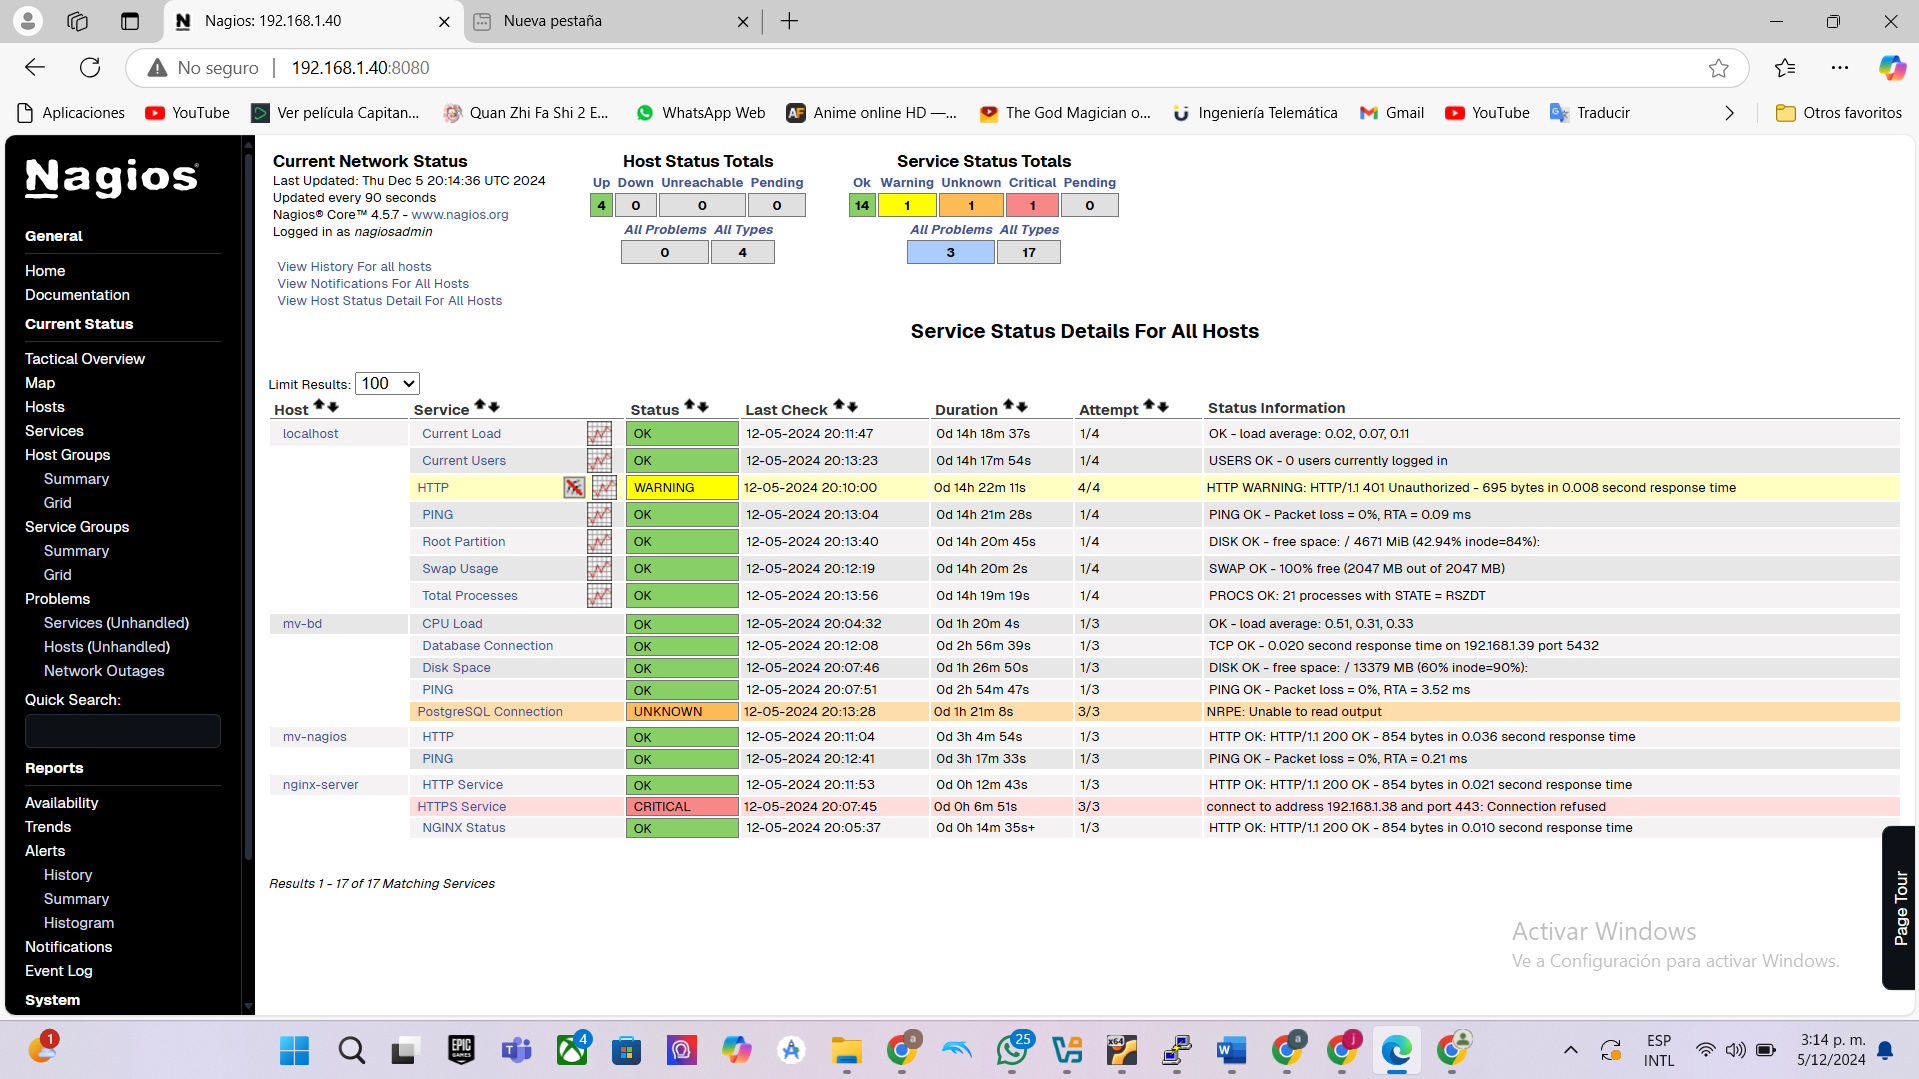 Nagios: 192.168.1.40
Nueva pestaña
No seguro
192.168.1.40:8080
Aplicaciones
YouTube
Ver película Capitan...
Quan Zhi Fa Shi 2 E...
WhatsApp Web
AF
Anime online HD —...
The God Magician o...
Ingeniería Telemática
Gmail
YouTube
Traducir
Otros favoritos
Nagios®
General
Home
Documentation
Current Status
Tactical Overview
Map
Hosts
Services
Host Groups
Summary
Grid
Service Groups
Summary
Grid
Problems
Services (Unhandled)
Hosts (Unhandled)
Network Outages
Quick Search:
Reports
Availability
Trends
Alerts
History
Summary
Histogram
Notifications
Event Log
System
Current Network Status
Last Updated: Thu Dec 5 20:14:36 UTC 2024
Updated every 90 seconds
Nagios® Core™ 4.5.7 - www.nagios.org
Logged in as nagiosadmin
View History For all hosts
View Notifications For All Hosts
View Host Status Detail For All Hosts
Host Status Totals
Up Down Unreachable Pending
4 0 0 0
All Problems All Types
0 4
Service Status Totals
Ok Warning Unknown Critical Pending
14 1 1 1 0
All Problems All Types
3 17
Service Status Details For All Hosts
Limit Results: 100
Host Service Status Last Check Duration Attempt Status Information
localhost Current Load OK 12-05-2024 20:11:47 0d 14h 18m 37s 1/4 OK - load average: 0.02, 0.07, 0.11
Current Users OK 12-05-2024 20:13:23 0d 14h 17m 54s 1/4 USERS OK - 0 users currently logged in
HTTP WARNING 12-05-2024 20:10:00 0d 14h 22m 11s 4/4 HTTP WARNING: HTTP/1.1 401 Unauthorized - 695 bytes in 0.008 second response time
PING OK 12-05-2024 20:13:04 0d 14h 21m 28s 1/4 PING OK - Packet loss = 0%, RTA = 0.09 ms
Root Partition OK 12-05-2024 20:13:40 0d 14h 20m 45s 1/4 DISK OK - free space: / 4671 MiB (42.94% inode=84%):
Swap Usage OK 12-05-2024 20:12:19 0d 14h 20m 2s 1/4 SWAP OK - 100% free (2047 MB out of 2047 MB)
Total Processes OK 12-05-2024 20:13:56 0d 14h 19m 19s 1/4 PROCS OK: 21 processes with STATE = RSZDT
mv-bd CPU Load OK 12-05-2024 20:04:32 0d 1h 20m 4s 1/3 OK - load average: 0.51, 0.31, 0.33
Database Connection OK 12-05-2024 20:12:08 0d 2h 56m 39s 1/3 TCP OK - 0.020 second response time on 192.168.1.39 port 5432
Disk Space OK 12-05-2024 20:07:46 0d 1h 26m 50s 1/3 DISK OK - free space: / 13379 MB (60% inode=90%):
PING OK 12-05-2024 20:07:51 0d 2h 54m 47s 1/3 PING OK - Packet loss = 0%, RTA = 3.52 ms
PostgreSQL Connection UNKNOWN 12-05-2024 20:13:28 0d 1h 21m 8s 3/3 NRPE: Unable to read output
mv-nagios HTTP OK 12-05-2024 20:11:04 0d 3h 4m 54s 1/3 HTTP OK: HTTP/1.1 200 OK - 854 bytes in 0.036 second response time
PING OK 12-05-2024 20:12:41 0d 3h 17m 33s 1/3 PING OK - Packet loss = 0%, RTA = 0.21 ms
nginx-server HTTP Service OK 12-05-2024 20:11:53 0d 0h 12m 43s 1/3 HTTP OK: HTTP/1.1 200 OK - 854 bytes in 0.021 second response time
HTTPS Service CRITICAL 12-05-2024 20:07:45 0d 0h 6m 51s 3/3 connect to address 192.168.1.38 and port 443: Connection refused
NGINX Status OK 12-05-2024 20:05:37 0d 0h 14m 35s+ 1/3 HTTP OK: HTTP/1.1 200 OK - 854 bytes in 0.010 second response time
Results 1 - 17 of 17 Matching Services
Page Tour
Activar Windows
Ve a Configuración para activar Windows.
1
EPIC GAMES
4
a
25
x64
a
j
ESP
INTL
3:14 p. m.
5/12/2024